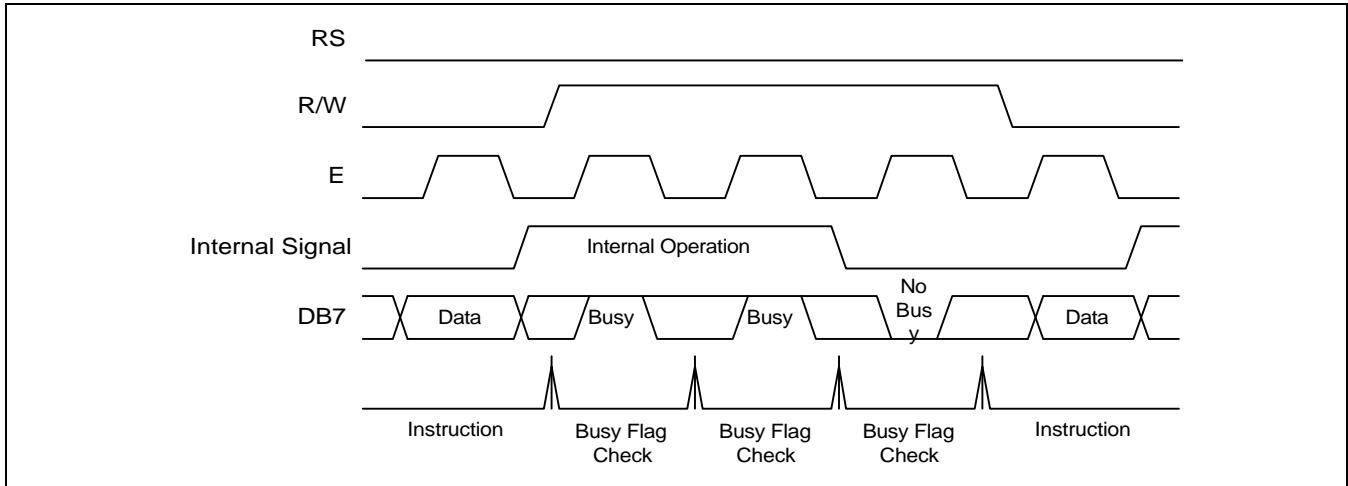 RS
R/W
E
Internal Signal
Internal Operation
DB7
Data
Busy
Busy
No
Bus
y
Data
Instruction
Busy Flag
Check
Busy Flag
Check
Busy Flag
Check
Instruction